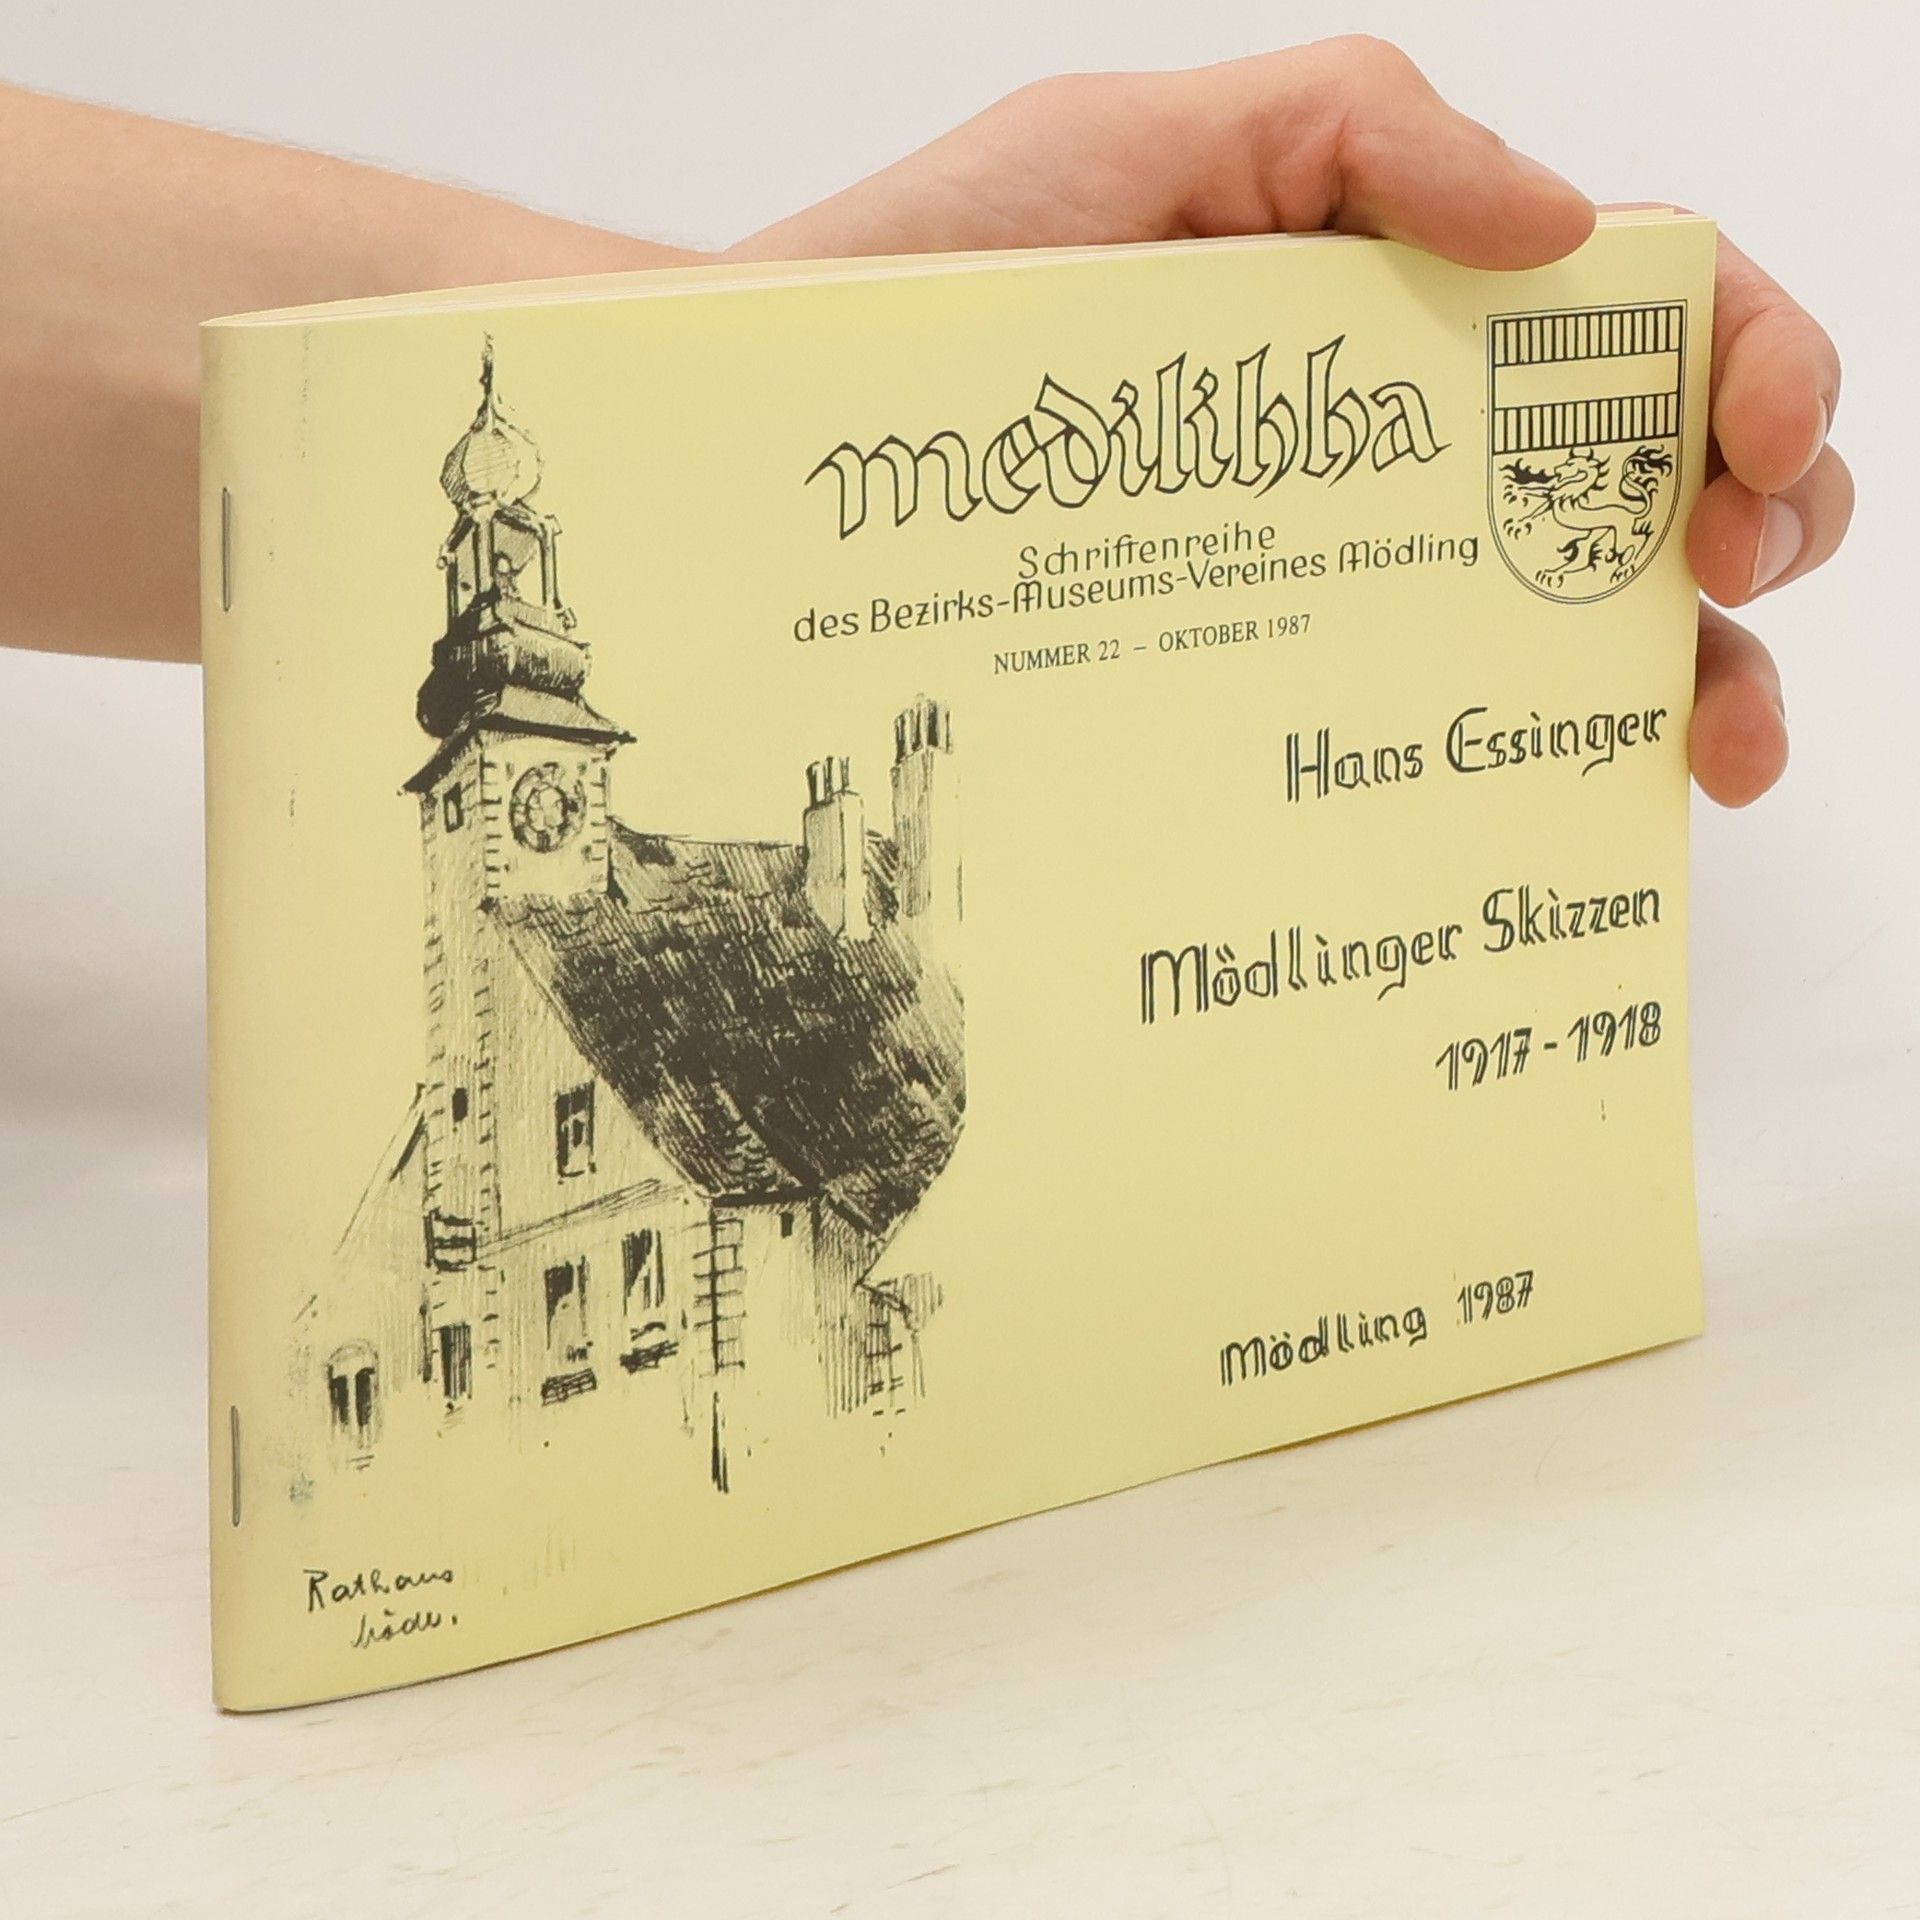 medilihha
Schriftenreihe
des Bezirks-Museums-Vereines Mödling
NUMMER 22 – OKTOBER 1987
Hans Essinger
Mödlinger Skizzen
1917-1918
Mödling 1987
Rathaus